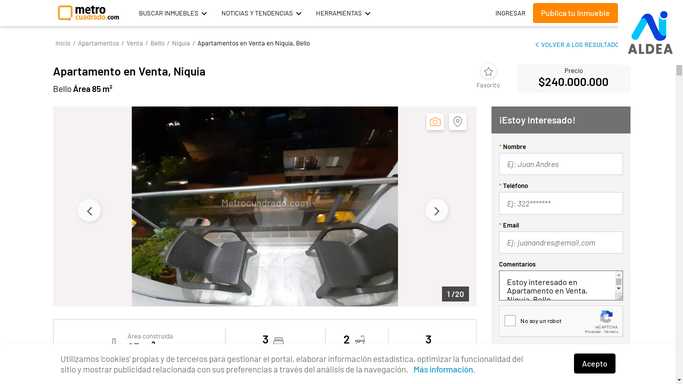 metro
cuadrado.com
BUSCAR INMUEBLES
NOTICIAS Y TENDENCIAS
HERRAMIENTAS
INGRESAR
Publica tu Inmueble
ALDEA
Inicio / Apartamentos / Venta / Bello / Niquia / Apartamentos en Venta en Niquia, Bello
< VOLVER A LOS RESULTADO
Apartamento en Venta, Niquia
Bello Área 85 m²
Favorito
Precio
$240.000.000
Metrocuadrado.com
1 / 20
¡Estoy Interesado!
* Nombre
Ej: Juan Andres
* Teléfono
Ej: 322*******
* Email
Ej: juanandres@email.com
Comentarios
Estoy interesado en
Apartamento en Venta,
Niquia, Bello
No soy un robot
reCAPTCHA
Privacidad - Términos
Área construida
3
2
3
Utilizamos 'cookies' propias y de terceros para gestionar el portal, elaborar información estadística, optimizar la funcionalidad del
sitio y mostrar publicidad relacionada con sus preferencias a través del análisis de la navegación. Más información.
Acepto